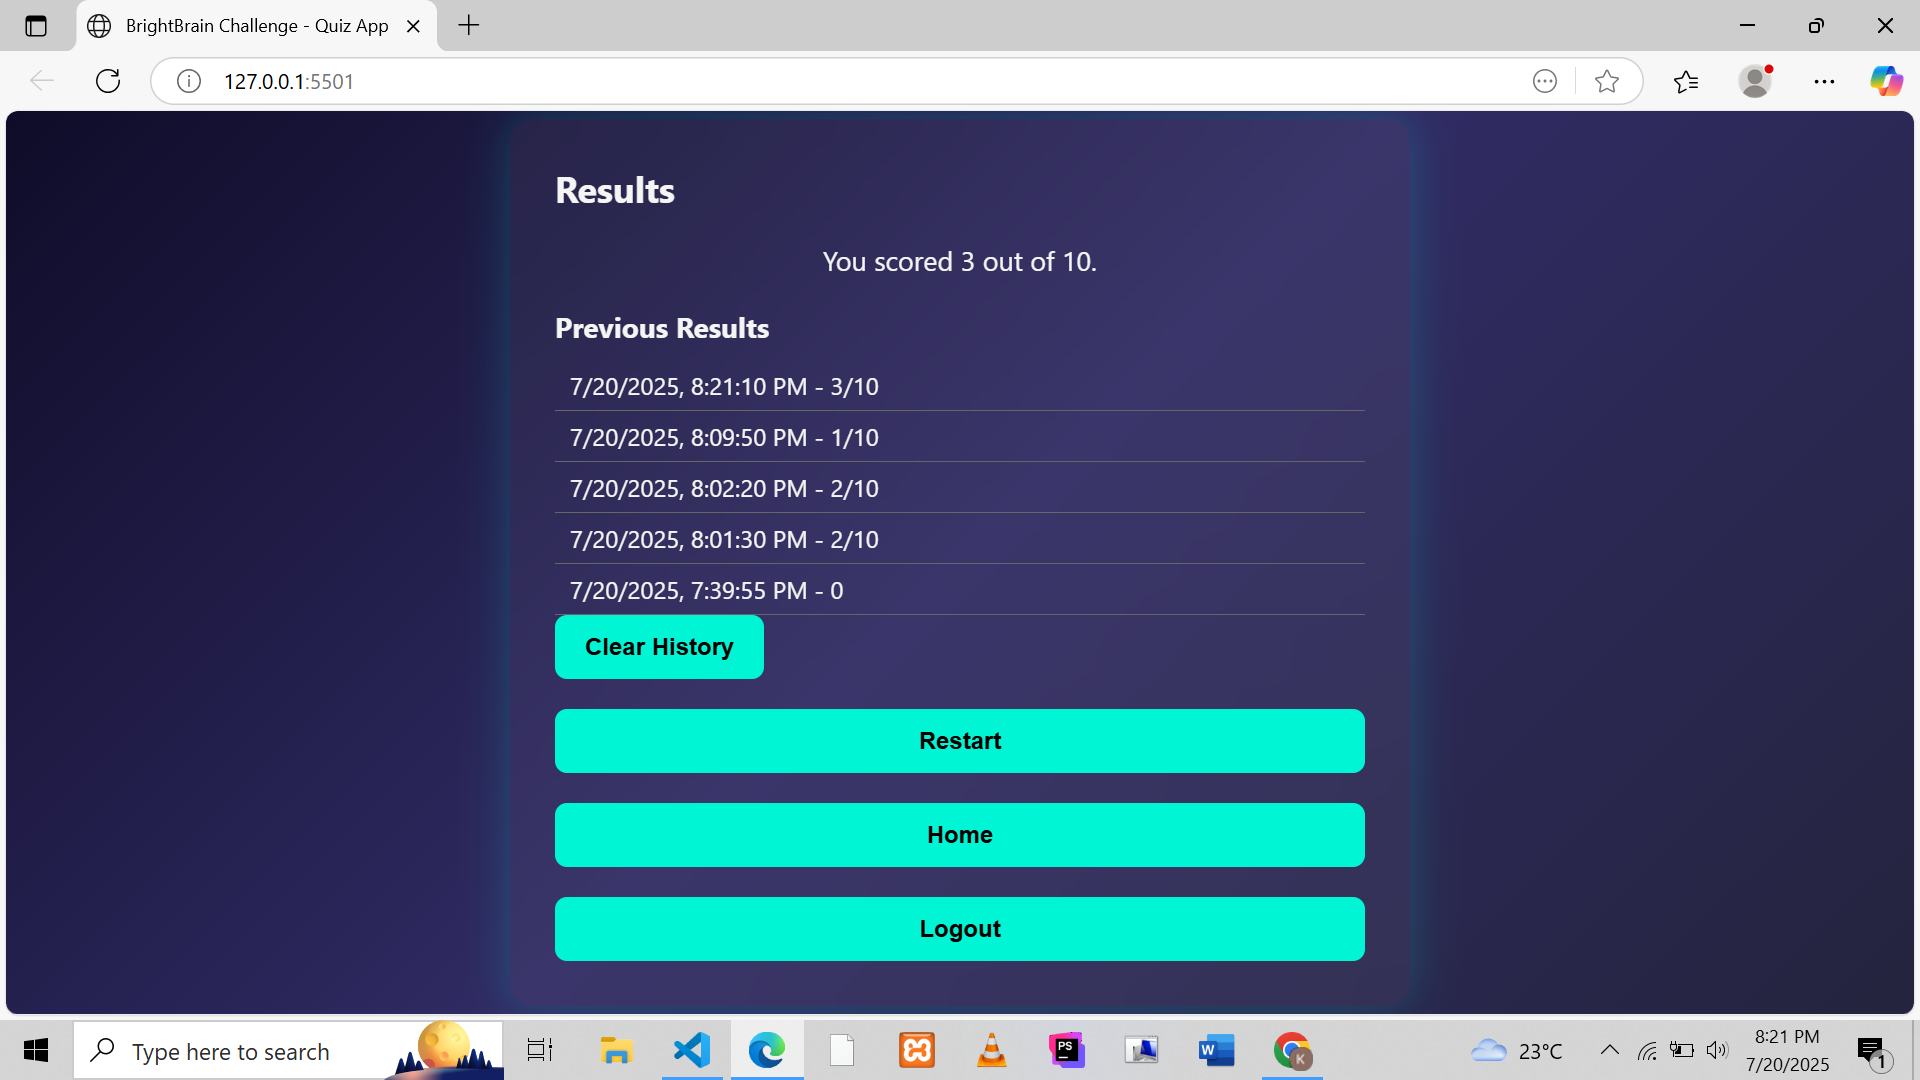 BrightBrain Challenge - Quiz App
127.0.0.1:5501
Results
You scored 3 out of 10.
Previous Results
7/20/2025, 8:21:10 PM - 3/10
7/20/2025, 8:09:50 PM - 1/10
7/20/2025, 8:02:20 PM - 2/10
7/20/2025, 8:01:30 PM - 2/10
7/20/2025, 7:39:55 PM - 0
Clear History
Restart
Home
Logout
Type here to search
PS
W
K
23°C
8:21 PM
7/20/2025
1